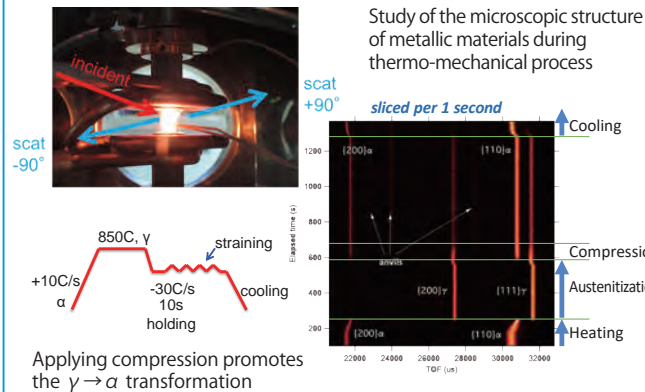 Study of the microscopic structure
of metallic materials during
thermo-mechanical process
incident
scat
+90°
scat
-90°
sliced per 1 second
Cooling
Compression
Austenitizati
Heating
{200}α
{110}α
anvils
{200}γ
{111}γ
{200}α
{110}α
Elapsed time (s)
1200
1000
800
600
400
200
22000 24000 26000 28000 30000 32000
TOF (us)
850C, γ
straining
+10C/s
α
-30C/s
10s
holding
cooling
Applying compression promotes
the γ → α transformation